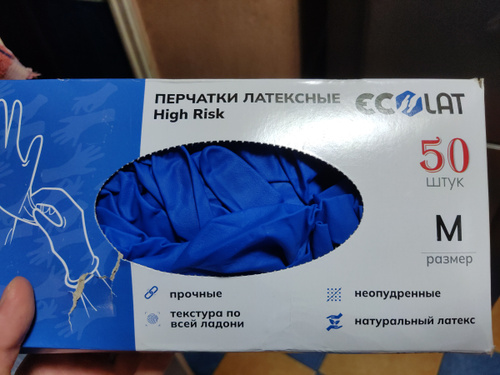 ПЕРЧАТКИ ЛАТЕКСНЫЕ
High Risk
ECOLAT
50
штук
M
размер
прочные
текстура по
всей ладони
неопудренные
натуральный латекс